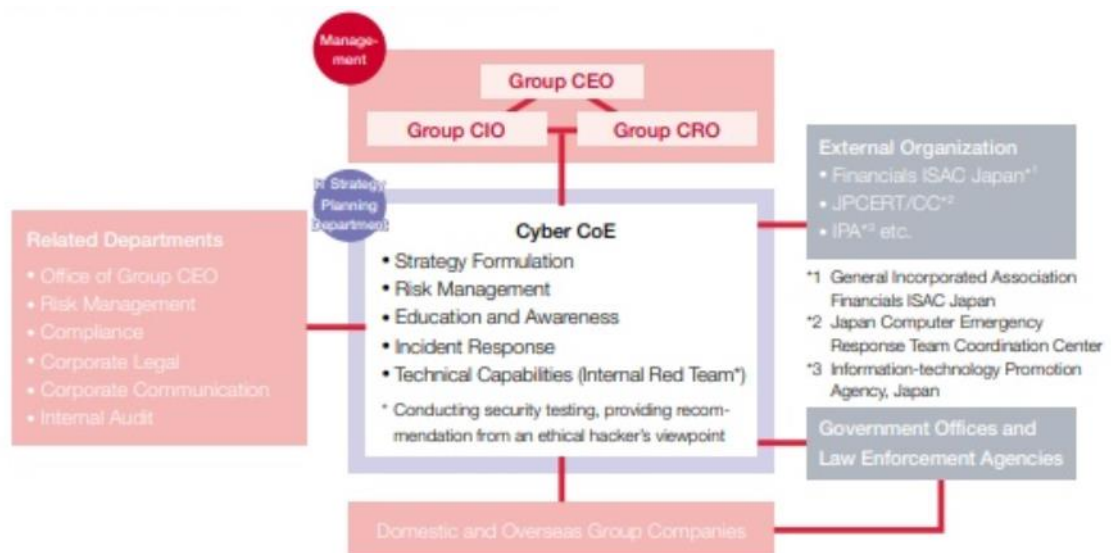 Manage-
ment
Group CEO
Group CIO
Group CRO
IT Strategy
Planning
Department
Cyber CoE
• Strategy Formulation
• Risk Management
• Education and Awareness
• Incident Response
• Technical Capabilities (Internal Red Team*)
* Conducting security testing, providing recom-
mendation from an ethical hacker's viewpoint
Related Departments
• Office of Group CEO
• Risk Management
• Compliance
• Corporate Legal
• Corporate Communication
• Internal Audit
External Organization
• Financials ISAC Japan*1
• JPCERT/CC*2
• IPA*3 etc.
*1 General Incorporated Association
Financials ISAC Japan
*2 Japan Computer Emergency
Response Team Coordination Center
*3 Information-technology Promotion
Agency, Japan
Government Offices and
Law Enforcement Agencies
Domestic and Overseas Group Companies